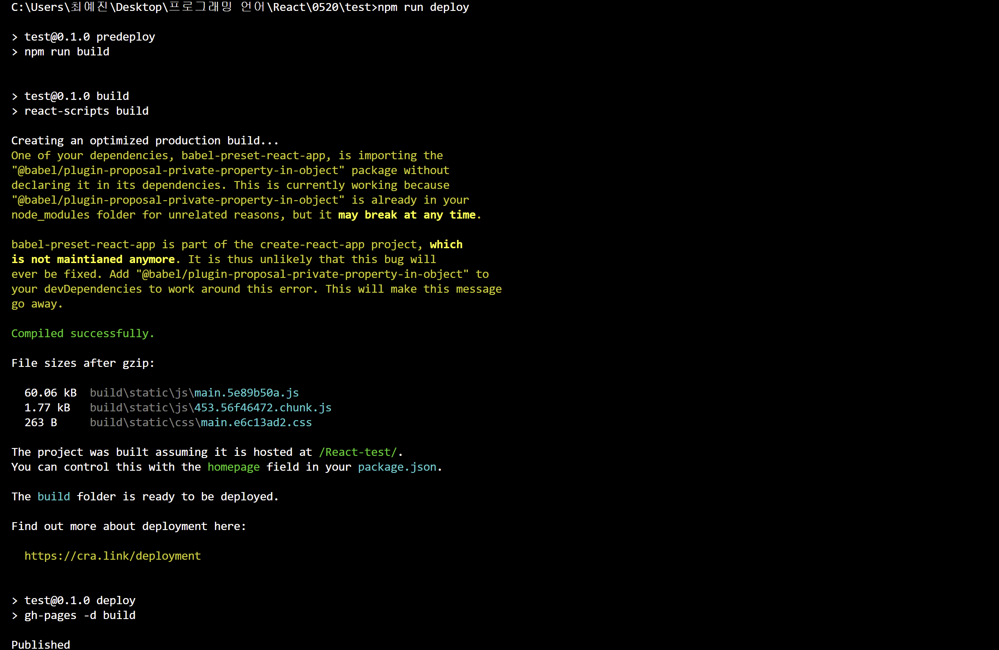 C:\Users\최예진\Desktop\프로그래밍 언어\React\0520\test>npm run deploy
> test@0.1.0 predeploy
> npm run build
> test@0.1.0 build
> react-scripts build
Creating an optimized production build...
One of your dependencies, babel-preset-react-app, is importing the
"@babel/plugin-proposal-private-property-in-object" package without
declaring it in its dependencies. This is currently working because
"@babel/plugin-proposal-private-property-in-object" is already in your
node_modules folder for unrelated reasons, but it may break at any time.
babel-preset-react-app is part of the create-react-app project, which
is not maintianed anymore. It is thus unlikely that this bug will
ever be fixed. Add "@babel/plugin-proposal-private-property-in-object" to
your devDependencies to work around this error. This will make this message
go away.
Compiled successfully.
File sizes after gzip:
60.06 kB  build\static\js\main.5e89b50a.js
1.77 kB   build\static\js\453.56f46472.chunk.js
263 B     build\static\css\main.e6c13ad2.css
The project was built assuming it is hosted at /React-test/.
You can control this with the homepage field in your package.json.
The build folder is ready to be deployed.
Find out more about deployment here:
https://cra.link/deployment
> test@0.1.0 deploy
> gh-pages -d build
Published